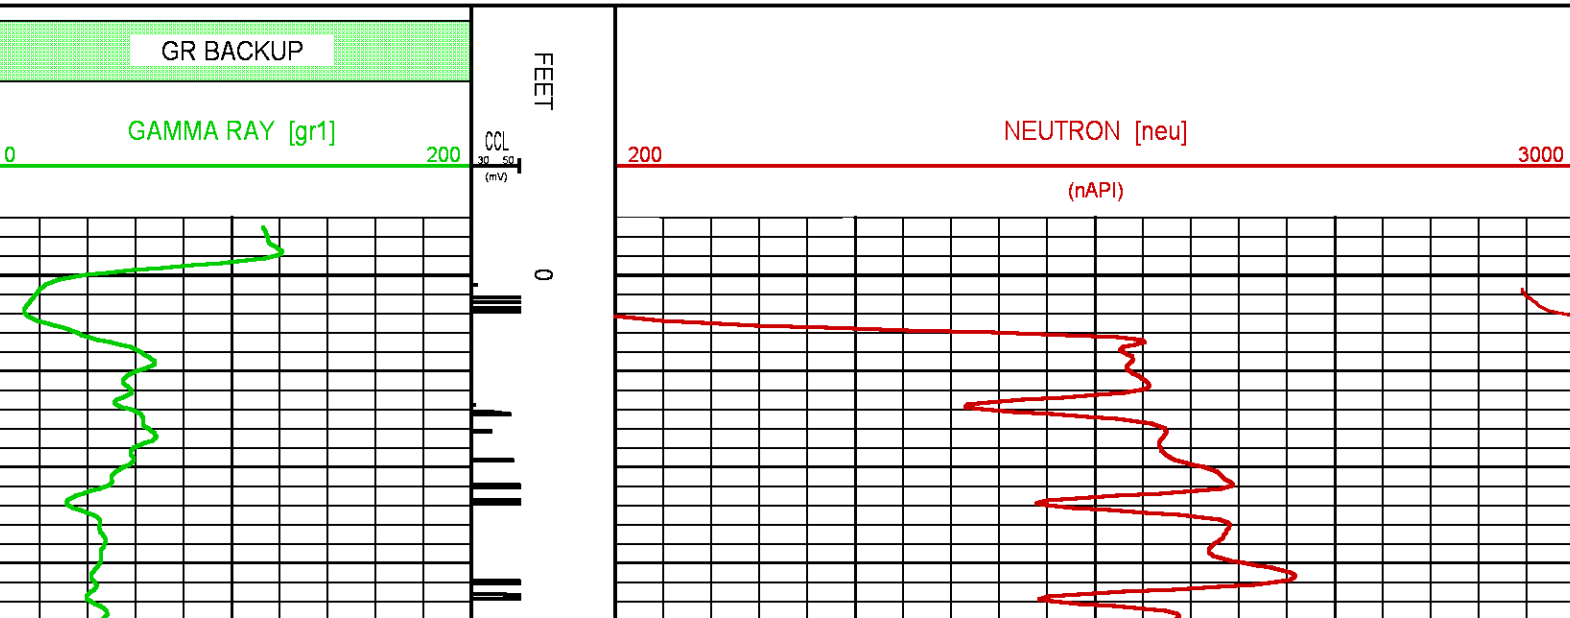 GR BACKUP
FEET
GAMMA RAY [gr1]
NEUTRON [neu]
CCL
0 200
30 50
200 3000
(mV)
(nAPI)
0